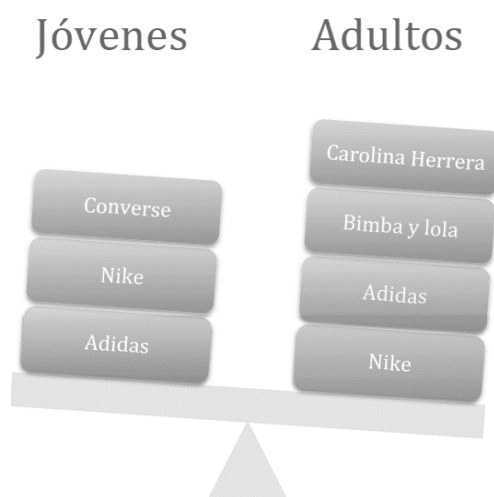 Jóvenes
Adultos
Converse
Nike
Adidas
Carolina Herrera
Bimba y lola
Adidas
Nike